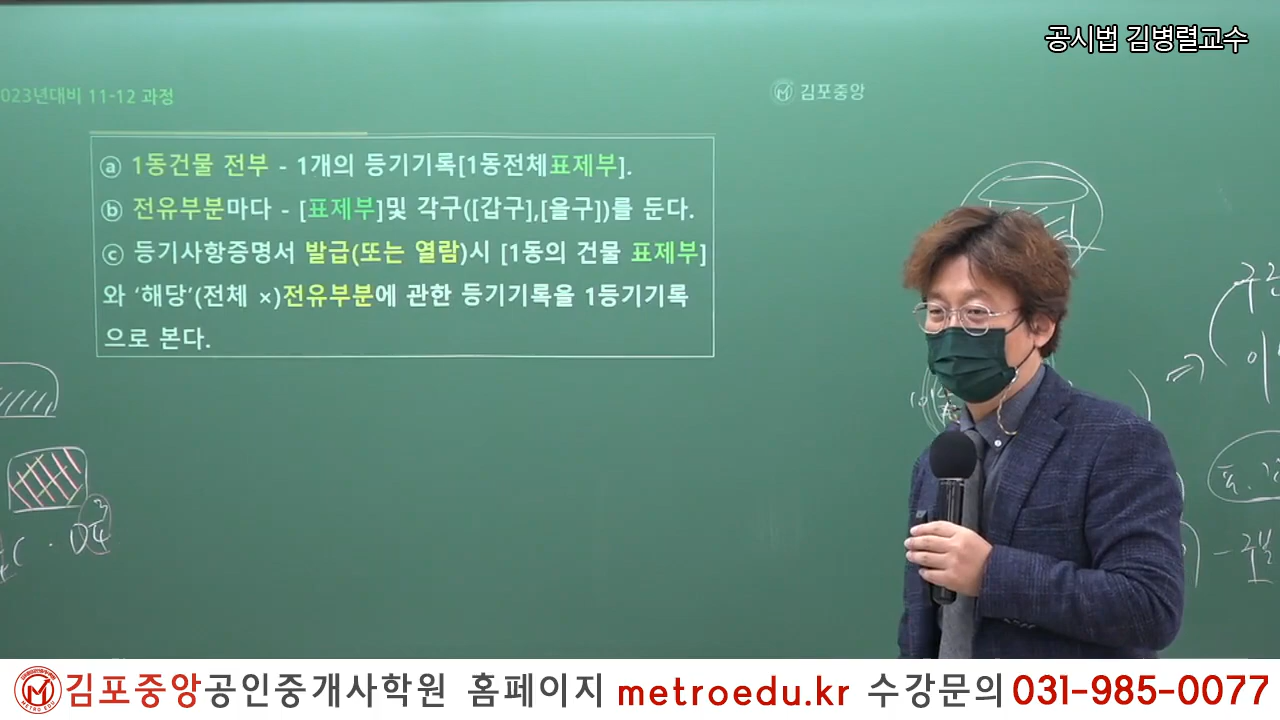 공시법 김병렬교수
023년대비 11-12 과정
김포중앙
ⓐ 1동건물 전부 - 1개의 등기기록[1동전체표제부].
ⓑ 전유부분마다 - [표제부]및 각구([갑구],[을구])를 둔다.
ⓒ 등기사항증명서 발급(또는 열람)시 [1동의 건물 표제부]
와 ‘해당’(전체 ×)전유부분에 관한 등기기록을 1등기기록
으로 본다.
METRO EDU 김포중앙공인중개사학원 홈페이지 metroedu.kr 수강문의 031-985-0077